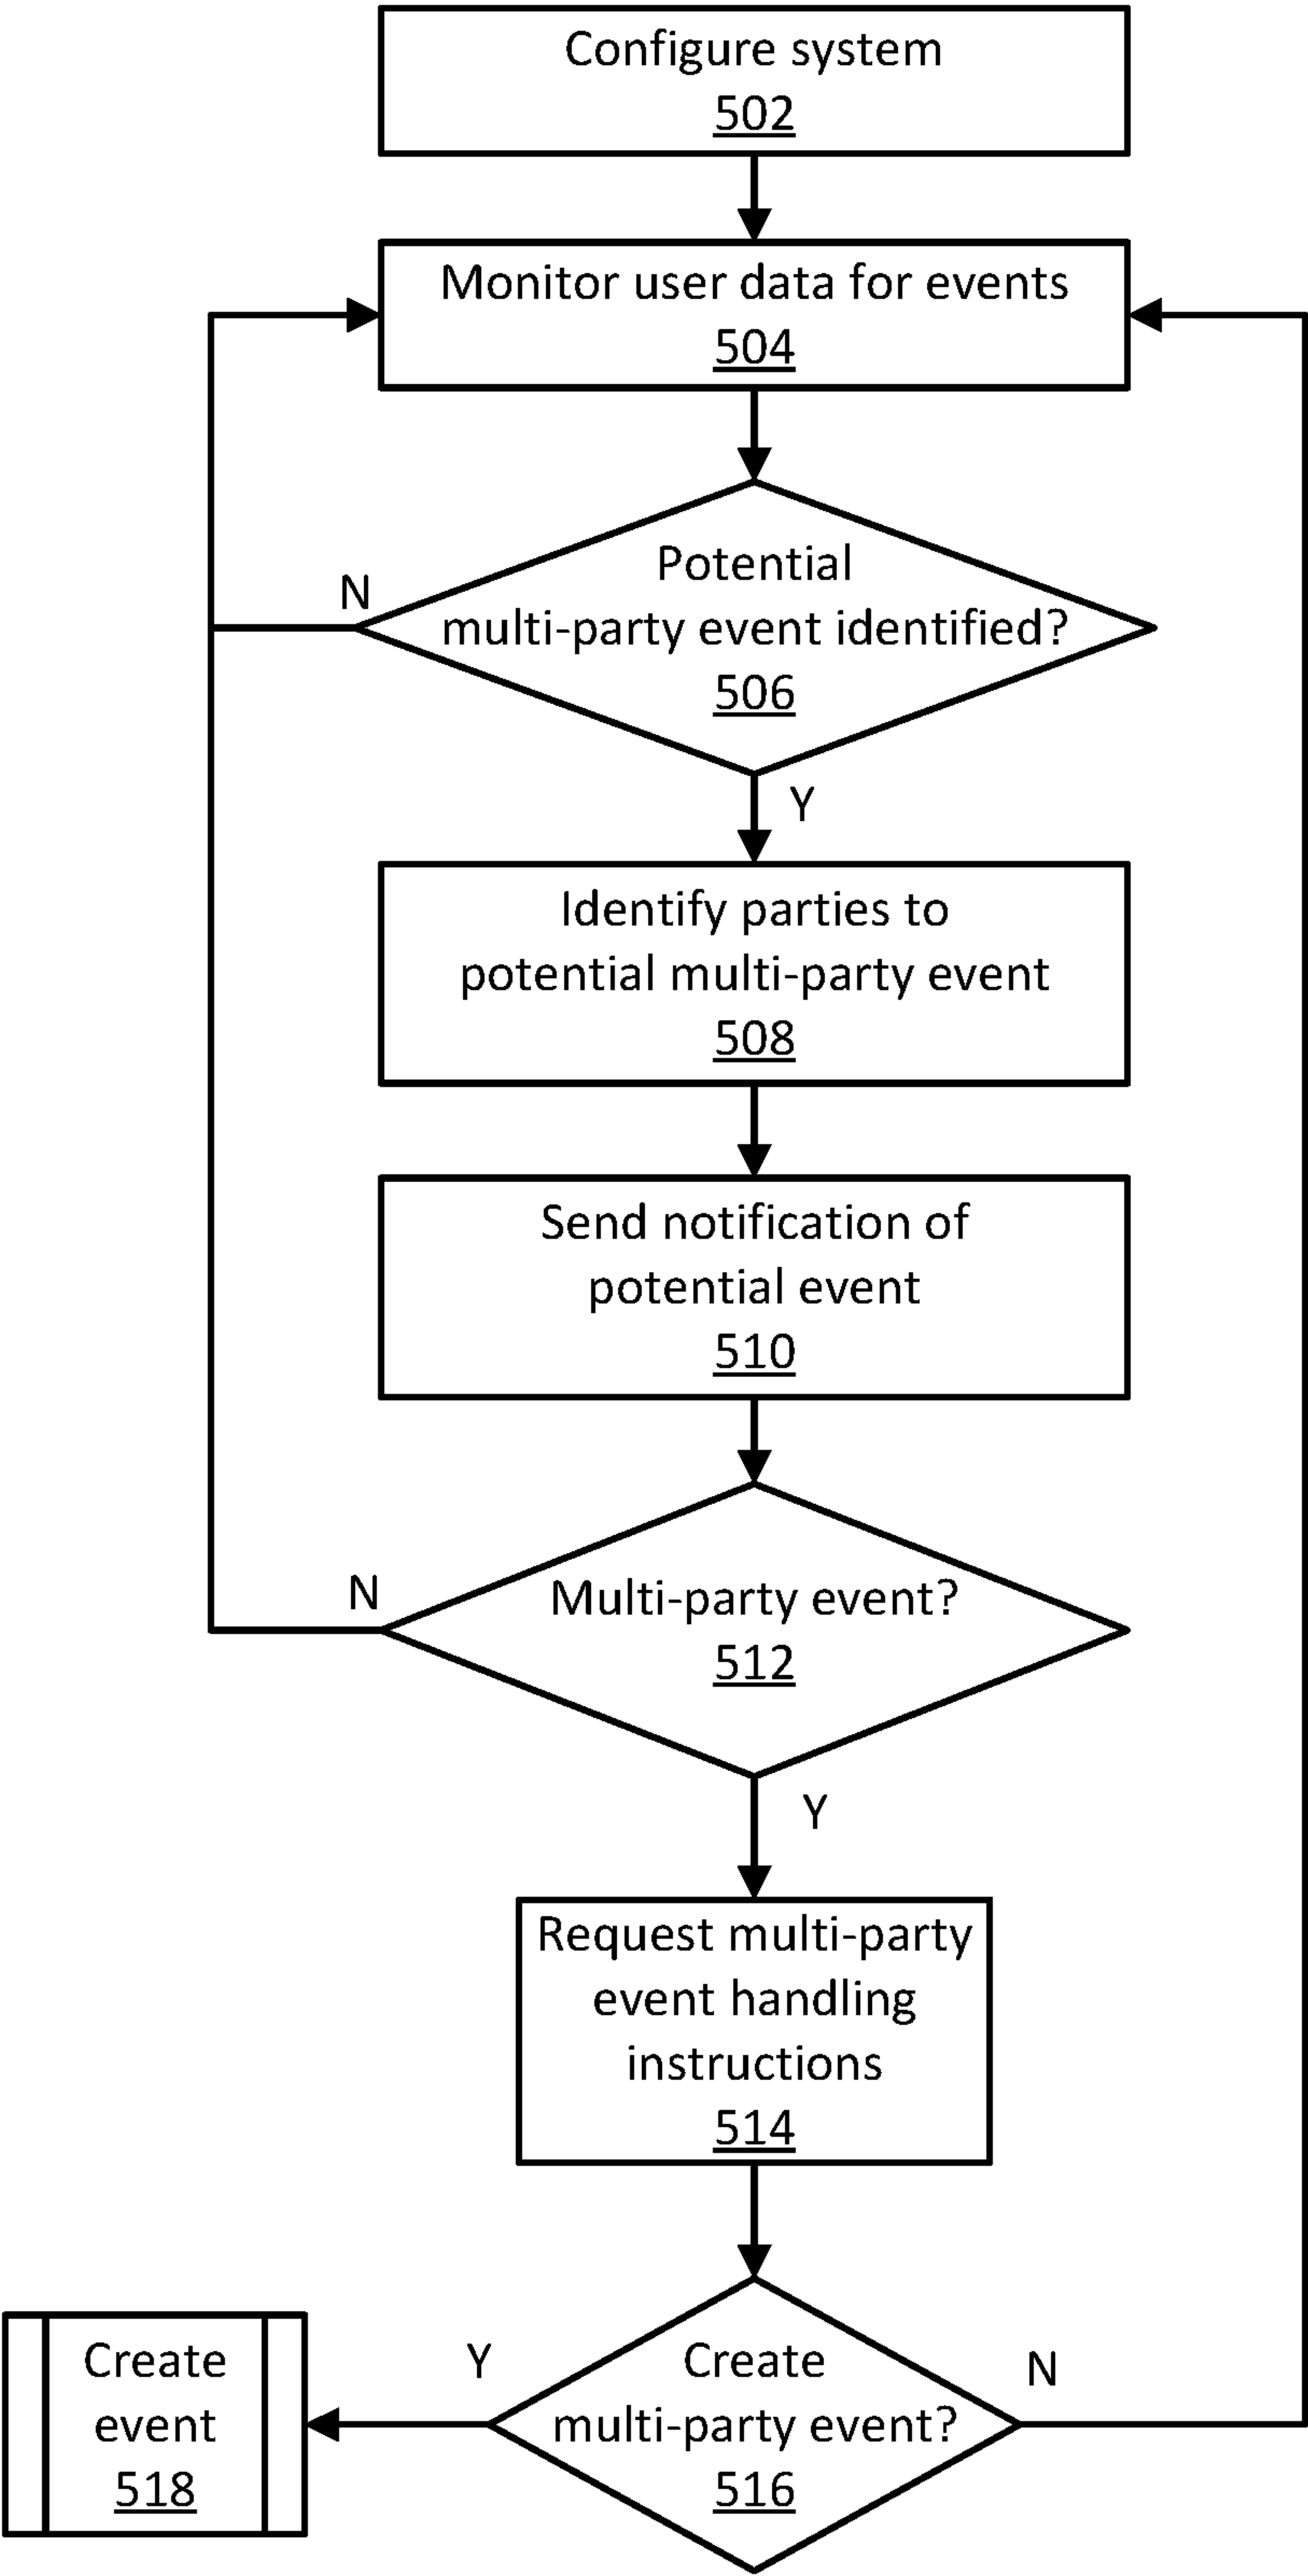 Configure system
502
Monitor user data for events
504
Potential
multi-party event identified?
506
N
Y
Identify parties to
potential multi-party event
508
Send notification of
potential event
510
Multi-party event?
512
N
Y
Request multi-party
event handling
instructions
514
Create
multi-party event?
516
Y
N
Create
event
518